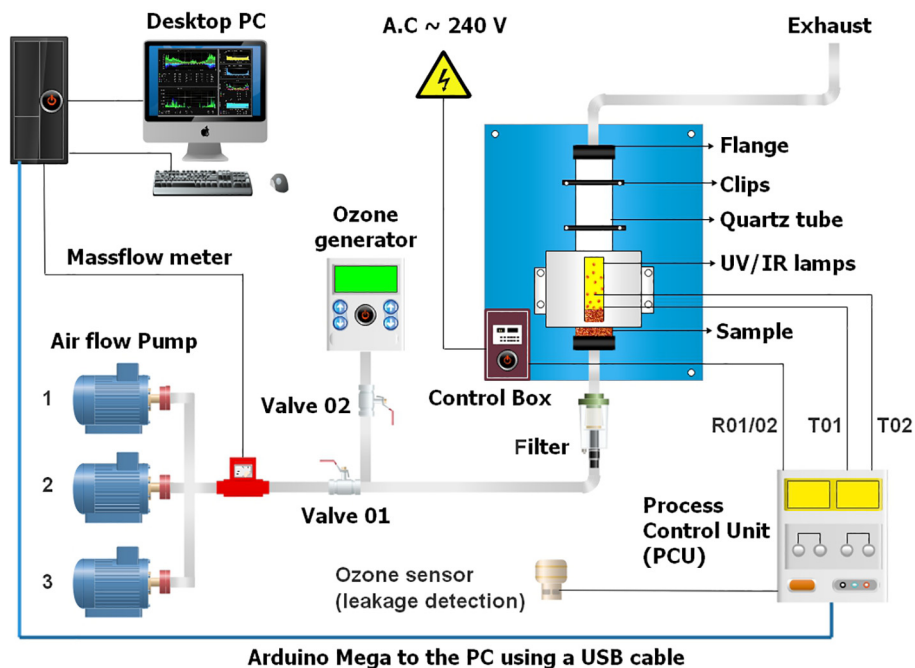 Desktop PC
A.C ~ 240 V
Exhaust
Flange
Clips
Quartz tube
UV/IR lamps
Sample
Ozone
generator
Massflow meter
Air flow Pump
1
2
3
Valve 02
Valve 01
Control Box
Filter
R01/02
T01
T02
Process
Control Unit
(PCU)
Ozone sensor
(leakage detection)
Arduino Mega to the PC using a USB cable